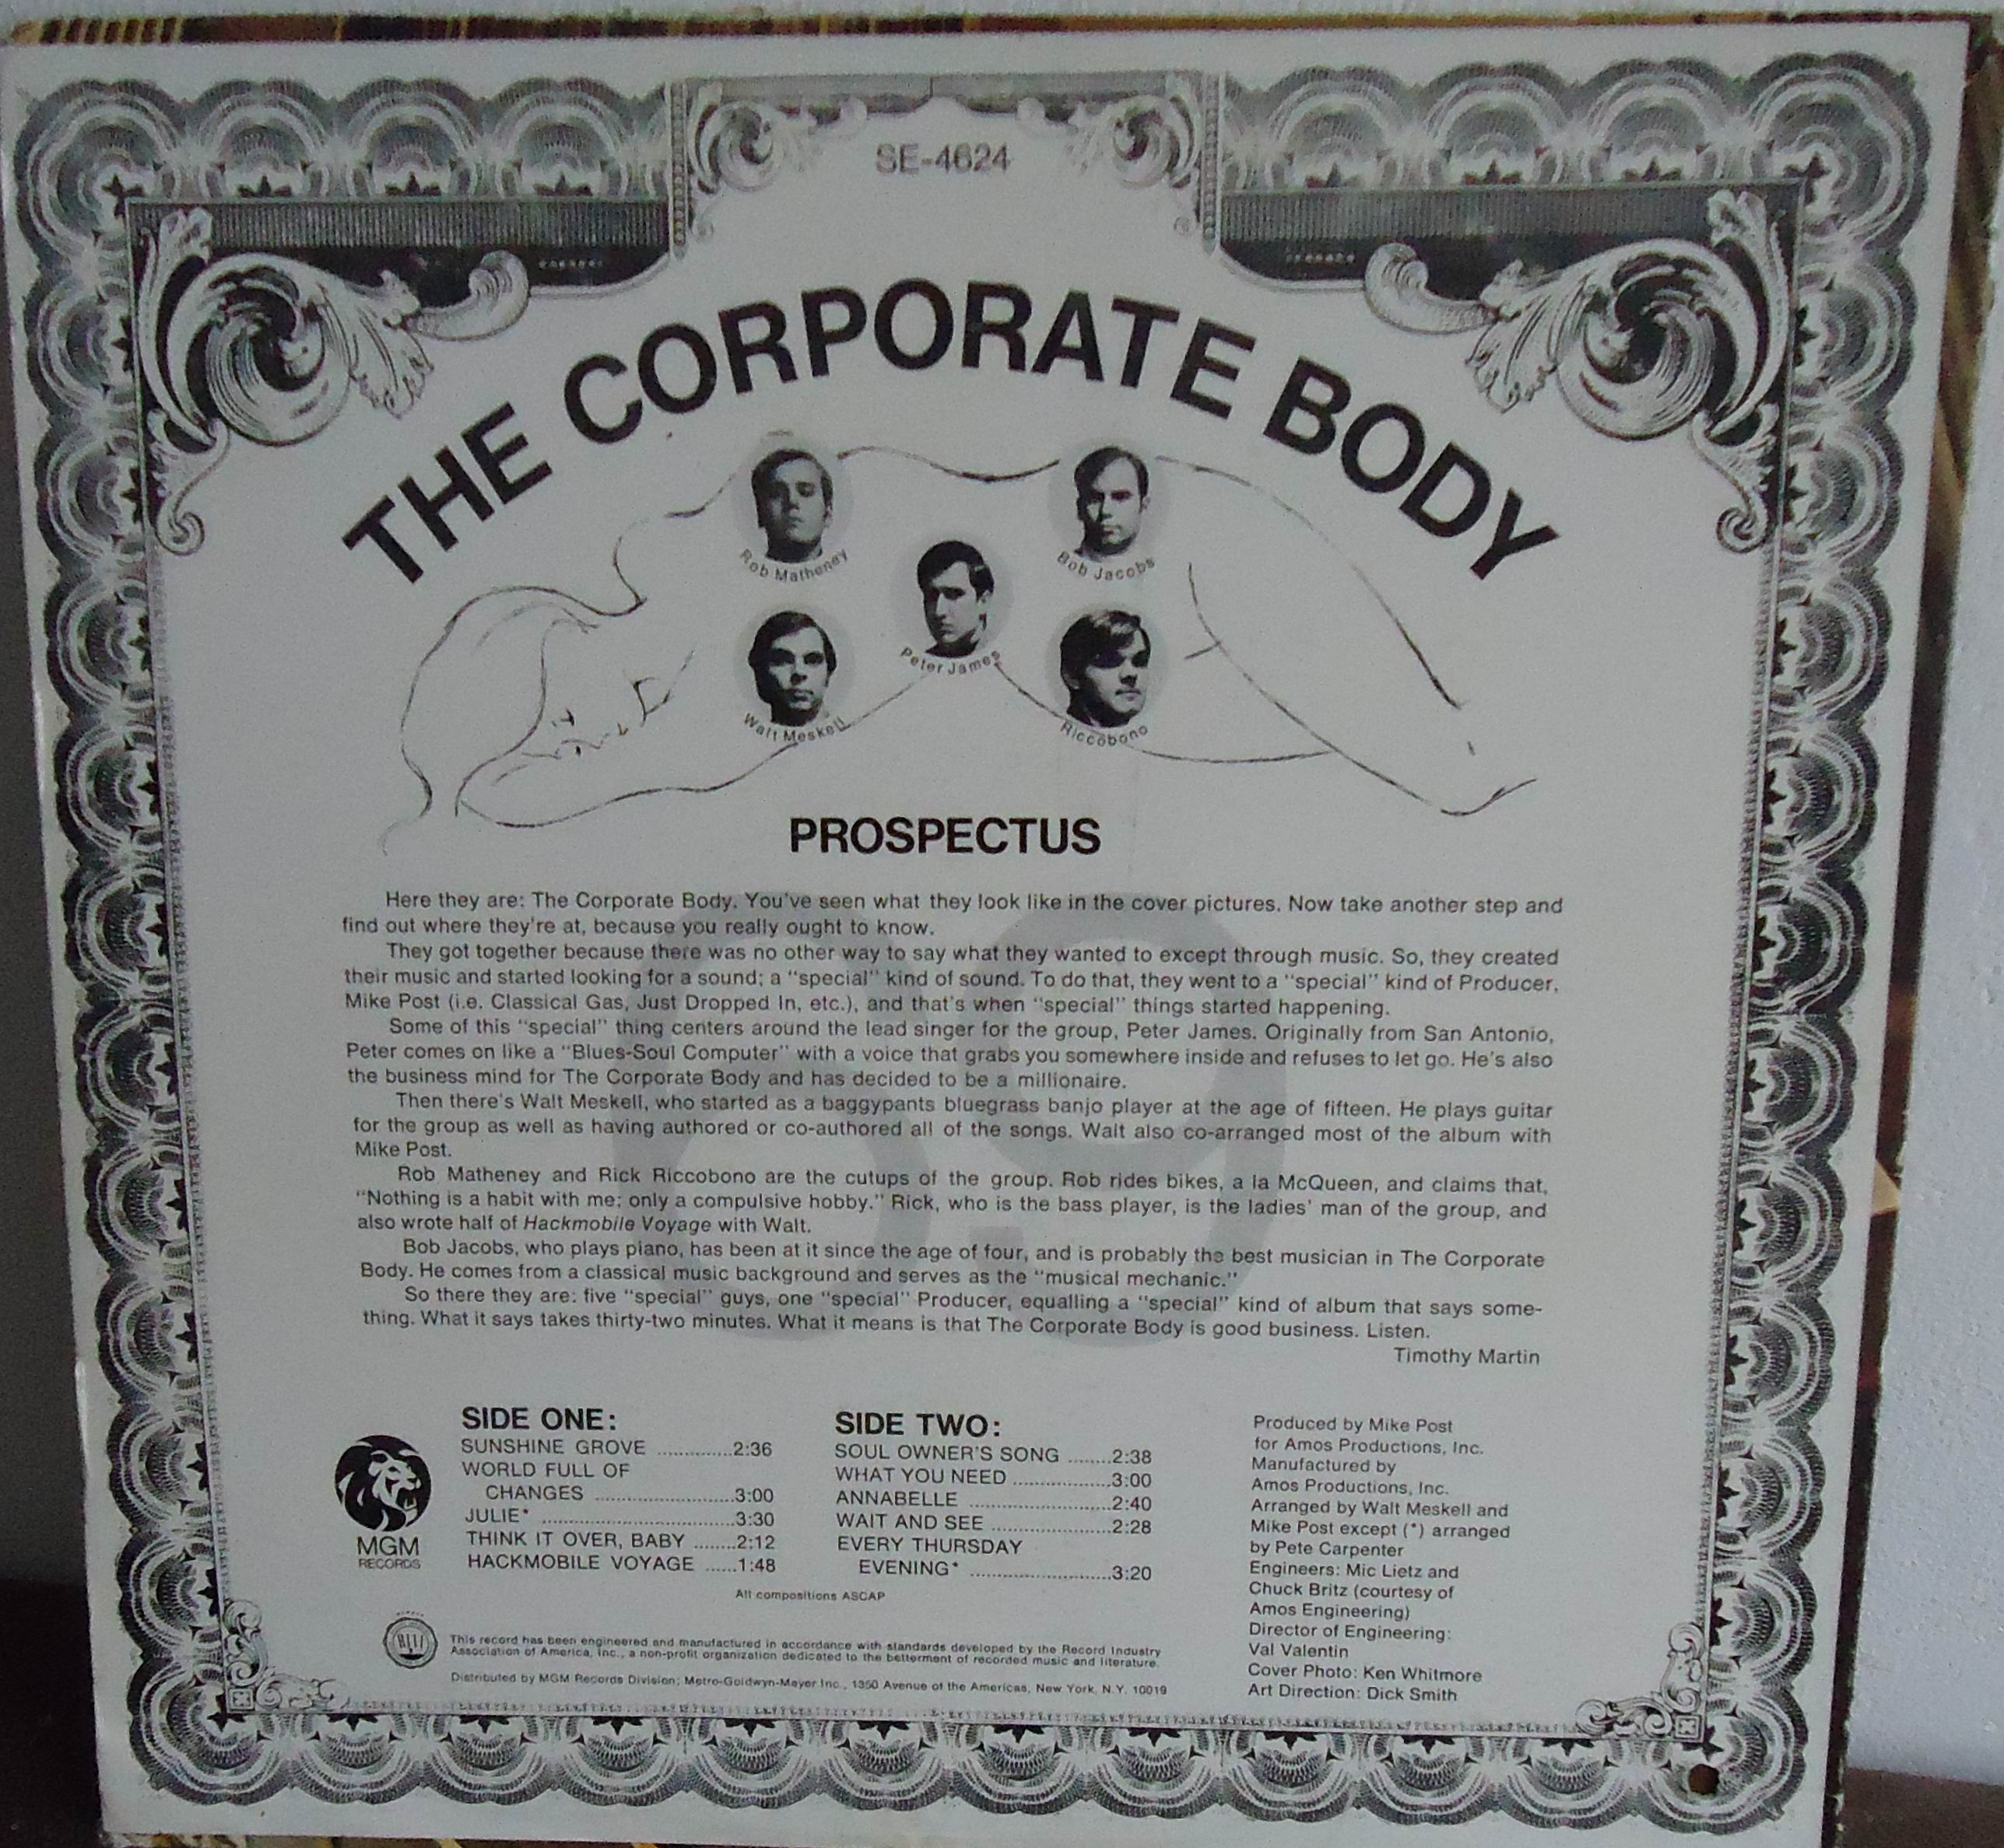 SE-4624
THE CORPORATE BODY
Rob Matheney
Bob Jacobs
Peter James
Walt Meskell
Riccobono
PROSPECTUS
69
Here they are: The Corporate Body. You've seen what they look like in the cover pictures. Now take another step and
find out where they're at, because you really ought to know.
They got together because there was no other way to say what they wanted to except through music. So, they created
their music and started looking for a sound; a "special" kind of sound. To do that, they went to a "special" kind of Producer,
Mike Post (i.e. Classical Gas, Just Dropped In, etc.), and that's when "special" things started happening.
Some of this "special" thing centers around the lead singer for the group, Peter James. Originally from San Antonio,
Peter comes on like a "Blues-Soul Computer" with a voice that grabs you somewhere inside and refuses to let go. He's also
the business mind for The Corporate Body and has decided to be a millionaire.
Then there's Walt Meskell, who started as a baggypants bluegrass banjo player at the age of fifteen. He plays guitar
for the group as well as having authored or co-authored all of the songs. Walt also co-arranged most of the album with
Mike Post.
Rob Matheney and Rick Riccobono are the cutups of the group. Rob rides bikes, a la McQueen, and claims that,
"Nothing is a habit with me; only a compulsive hobby." Rick, who is the bass player, is the ladies' man of the group, and
also wrote half of Hackmobile Voyage with Walt.
Bob Jacobs, who plays piano, has been at it since the age of four, and is probably the best musician in The Corporate
Body. He comes from a classical music background and serves as the "musical mechanic."
So there they are: five "special" guys, one "special" Producer, equalling a "special" kind of album that says some-
thing. What it says takes thirty-two minutes. What it means is that The Corporate Body is good business. Listen.
Timothy Martin
SIDE ONE:
SUNSHINE GROVE .............2:36
WORLD FULL OF
CHANGES ........................3:00
JULIE* ..................................3:30
THINK IT OVER, BABY ........2:12
HACKMOBILE VOYAGE ......1:48
SIDE TWO:
SOUL OWNER'S SONG ........2:38
WHAT YOU NEED .................3:00
ANNABELLE .........................2:40
WAIT AND SEE .....................2:28
EVERY THURSDAY
EVENING* .........................3:20
All compositions ASCAP
MGM
RECORDS
This record has been engineered and manufactured in accordance with standards developed by the Record Industry
Association of America, Inc., a non-profit organization dedicated to the betterment of recorded music and literature.
Distributed by MGM Records Division; Metro-Goldwyn-Mayer Inc., 1350 Avenue of the Americas, New York, N.Y. 10019
Produced by Mike Post
for Amos Productions, Inc.
Manufactured by
Amos Productions, Inc.
Arranged by Walt Meskell and
Mike Post except (*) arranged
by Pete Carpenter
Engineers: Mic Lietz and
Chuck Britz (courtesy of
Amos Engineering)
Director of Engineering:
Val Valentin
Cover Photo: Ken Whitmore
Art Direction: Dick Smith